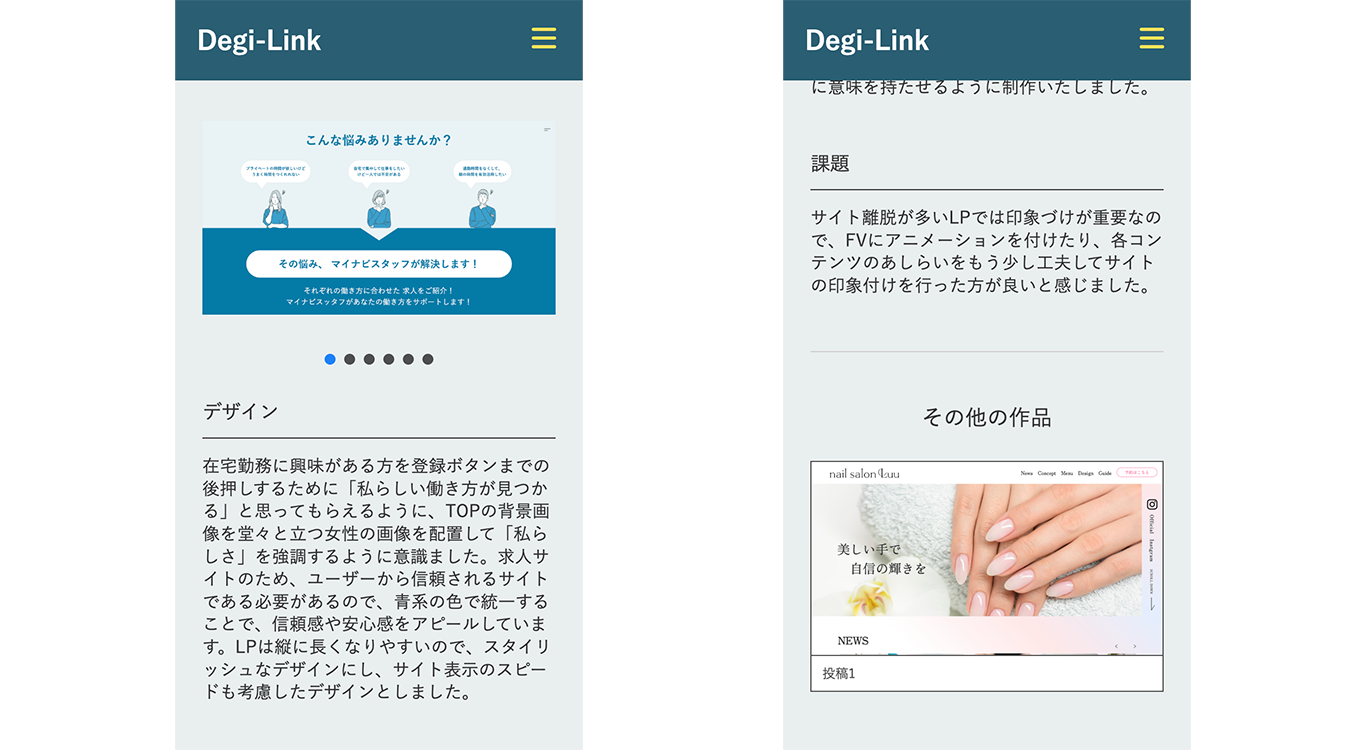 Degi-Link
こんな悩みありませんか？
プライベートの時間が欲しいけど
うまく時間をつくれない
自宅で集中して仕事をしたい
けど一人では不安がある
通勤時間をなくして、
朝の時間を有効活用したい
その悩み、マイナビスタッフが解決します！
それぞれの働き方に合わせた 求人をご紹介！
マイナビスッタフがあなたの働き方をサポートします！
デザイン
在宅勤務に興味がある方を登録ボタンまでの
後押しするために「私らしい働き方が見つか
る」と思ってもらえるように、TOPの背景画
像を堂々と立つ女性の画像を配置して「私ら
しさ」を強調するように意識ました。求人サ
イトのため、ユーザーから信頼されるサイト
である必要があるので、青系の色で統一する
ことで、信頼感や安心感をアピールしていま
す。LPは縦に長くなりやすいので、スタイリ
ッシュなデザインにし、サイト表示のスピー
ドも考慮したデザインとしました。
Degi-Link
に意味を持たせるように制作いたしました。
課題
サイト離脱が多いLPでは印象づけが重要なの
で、FVにアニメーションを付けたり、各コン
テンツのあしらいをもう少し工夫してサイト
の印象付けを行った方が良いと感じました。
その他の作品
nail salon Luu
News Concept Menu Design Guide
予約はこちら
美しい手で
自信の輝きを
Official Instagram
SCROLL DOWN
NEWS
投稿1